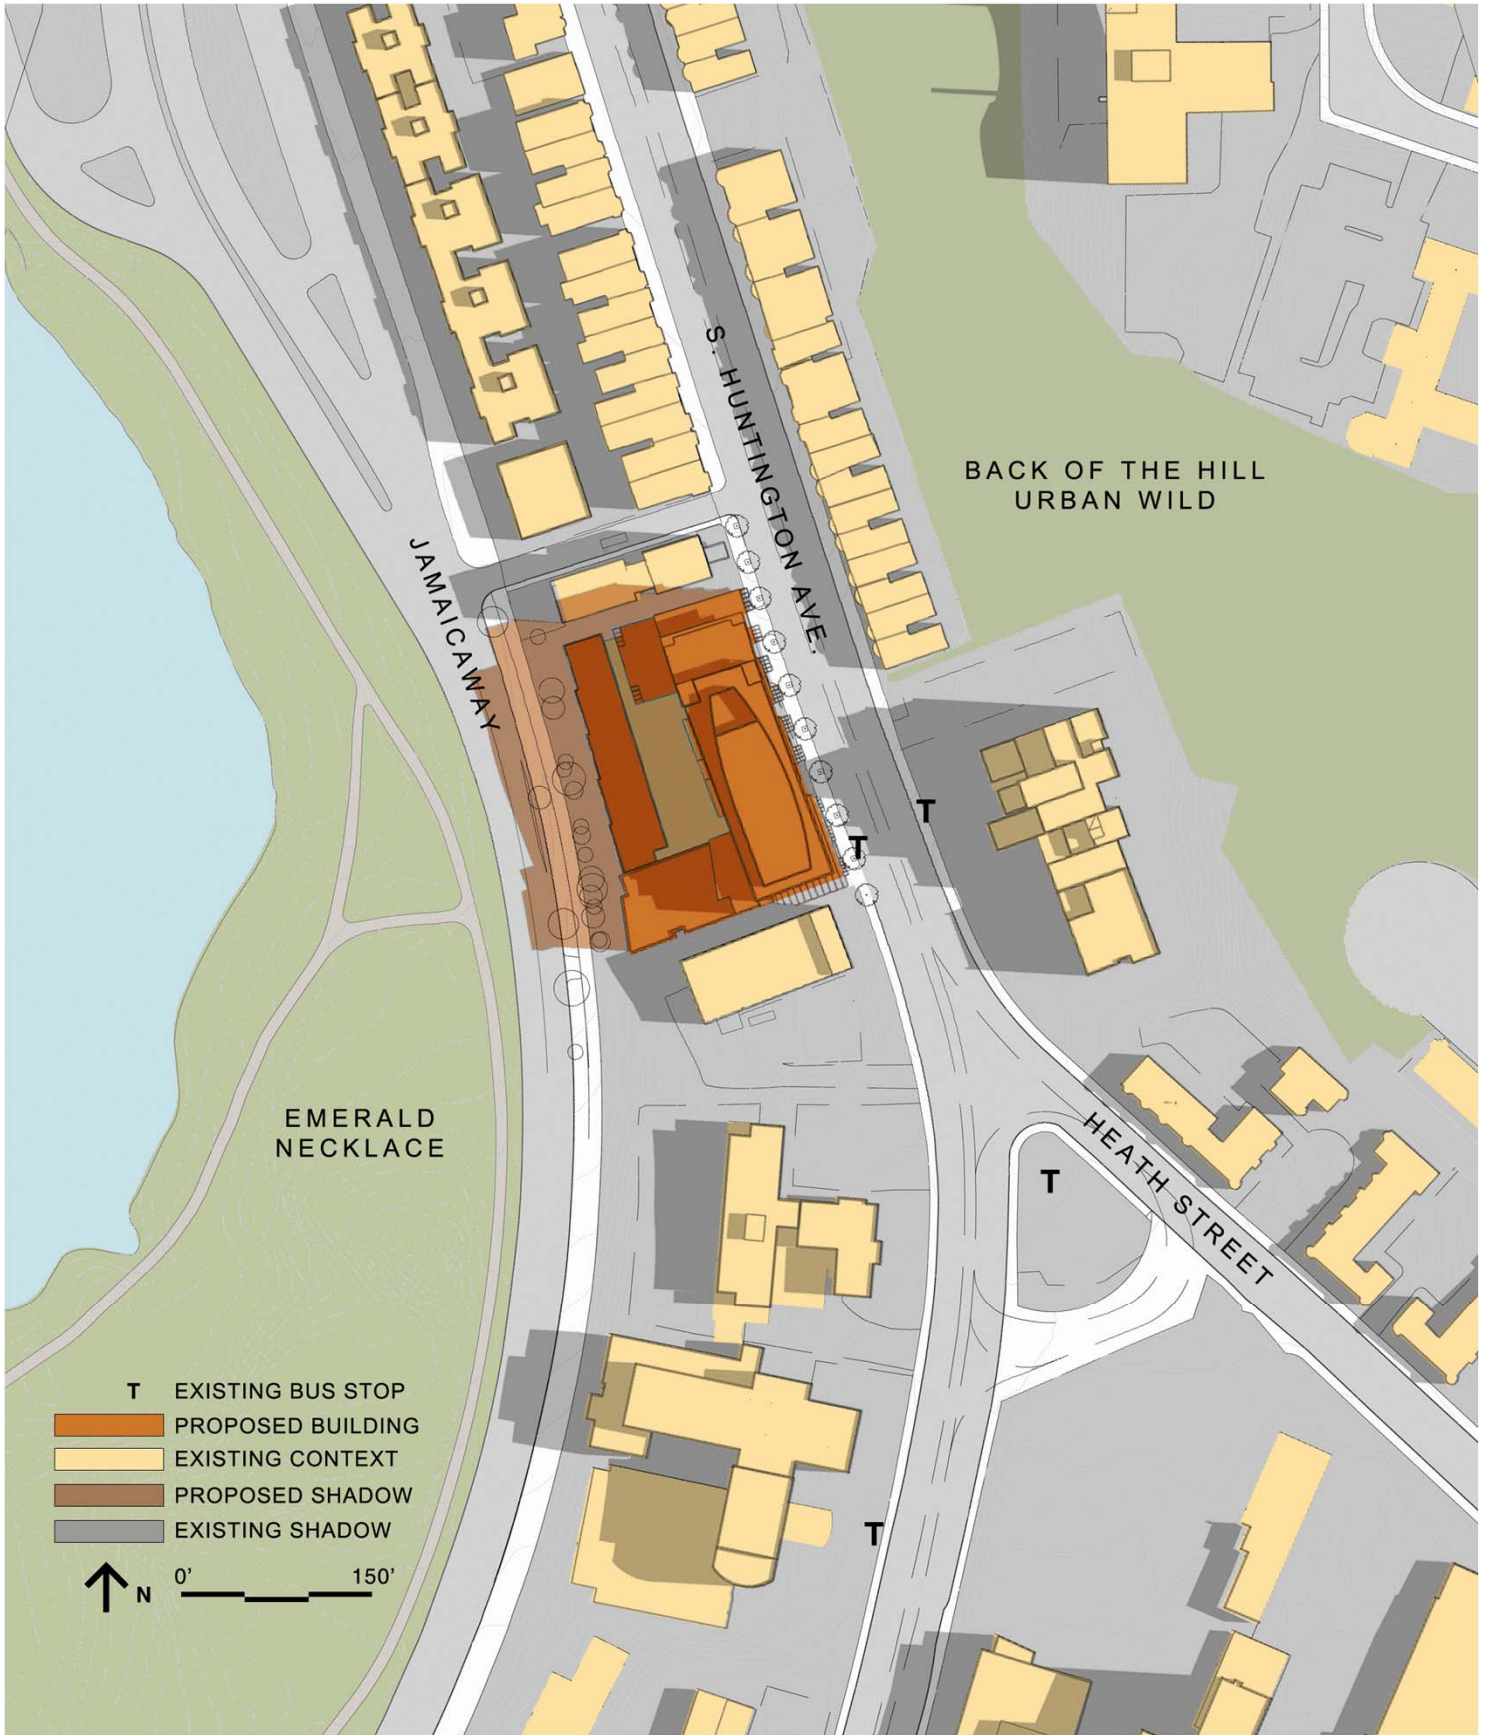 S. HUNTINGTON AVE.
BACK OF THE HILL
URBAN WILD
JAMAICAWAY
T
T
EMERALD
NECKLACE
HEATH STREET
T
T
T EXISTING BUS STOP
PROPOSED BUILDING
EXISTING CONTEXT
PROPOSED SHADOW
EXISTING SHADOW
N 0' 150'